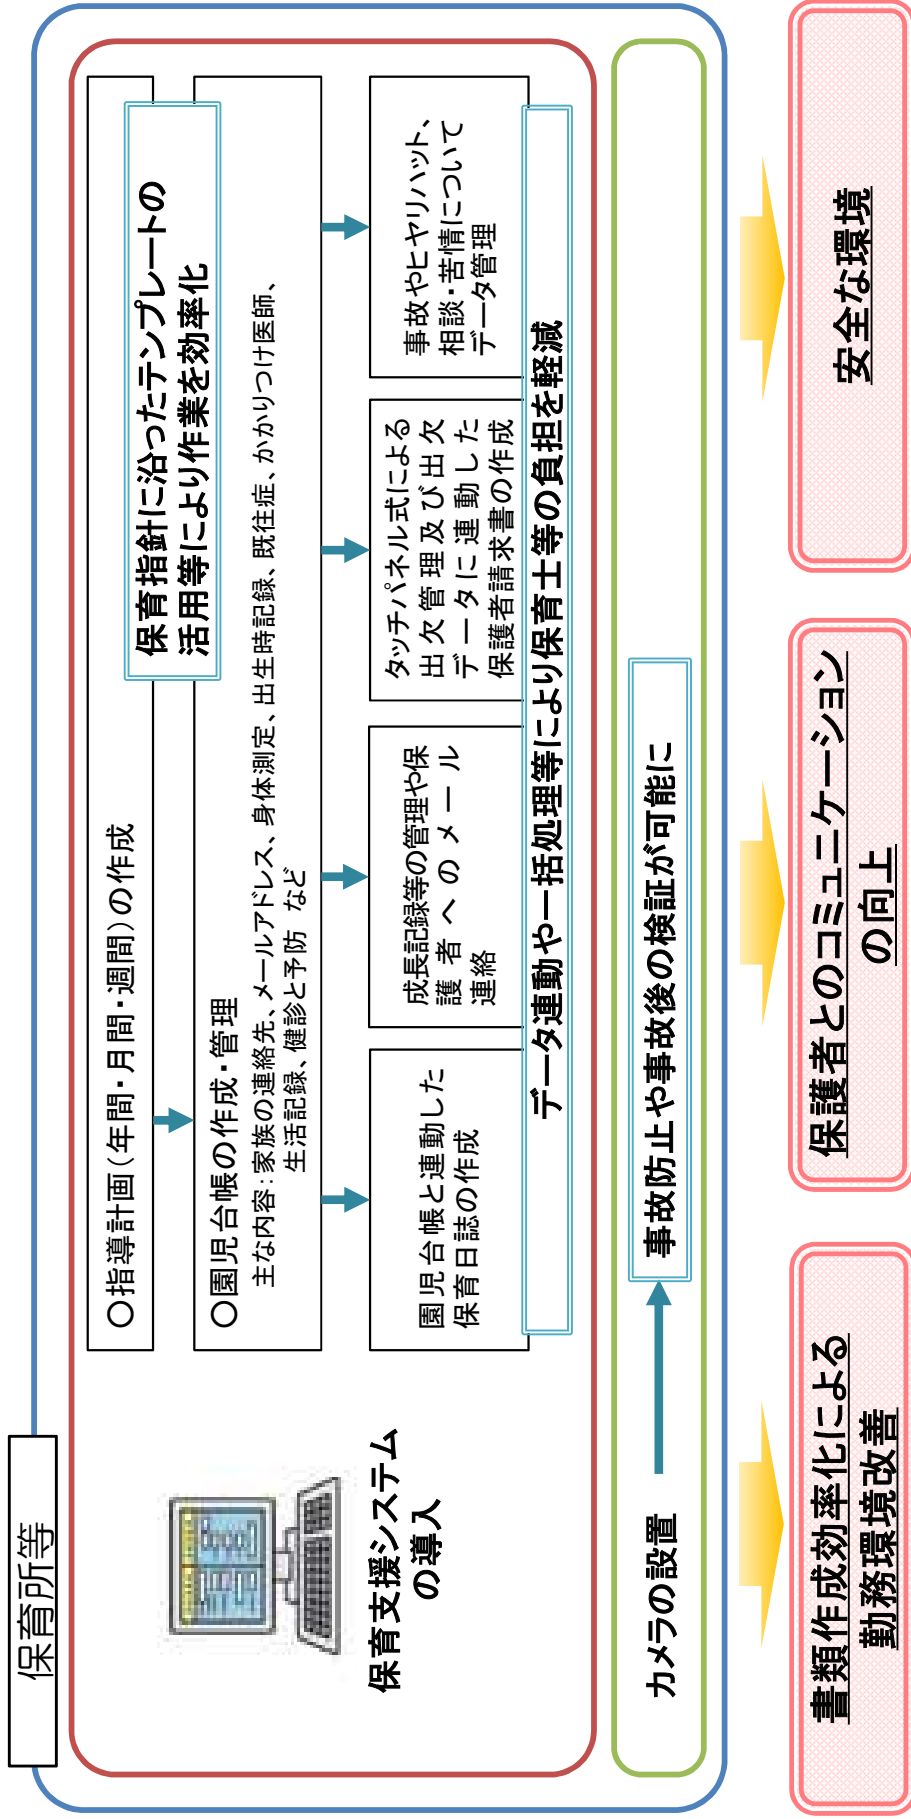 保育所等
保育支援システム
の導入
○指導計画（年間・月間・週間）の作成
保育指針に沿ったテンプレートの
活用等により作業を効率化
○園児台帳の作成・管理
主な内容：家族の連絡先、メールアドレス、身体測定、出生時記録、既往症、かかりつけ医師、
生活記録、健診と予防 など
園児台帳と連動した
保育日誌の作成
成長記録等の管理や保
護者へのメール
連絡
タッチパネル式による
出欠管理及び出欠
データに連動した
保護者請求書の作成
事故やヒヤリハット、
相談・苦情について
データ管理
データ連動や一括処理等により保育士等の負担を軽減
カメラの設置
事故防止や事故後の検証が可能に
書類作成効率化による
勤務環境改善
保護者とのコミュニケーション
の向上
安全な環境